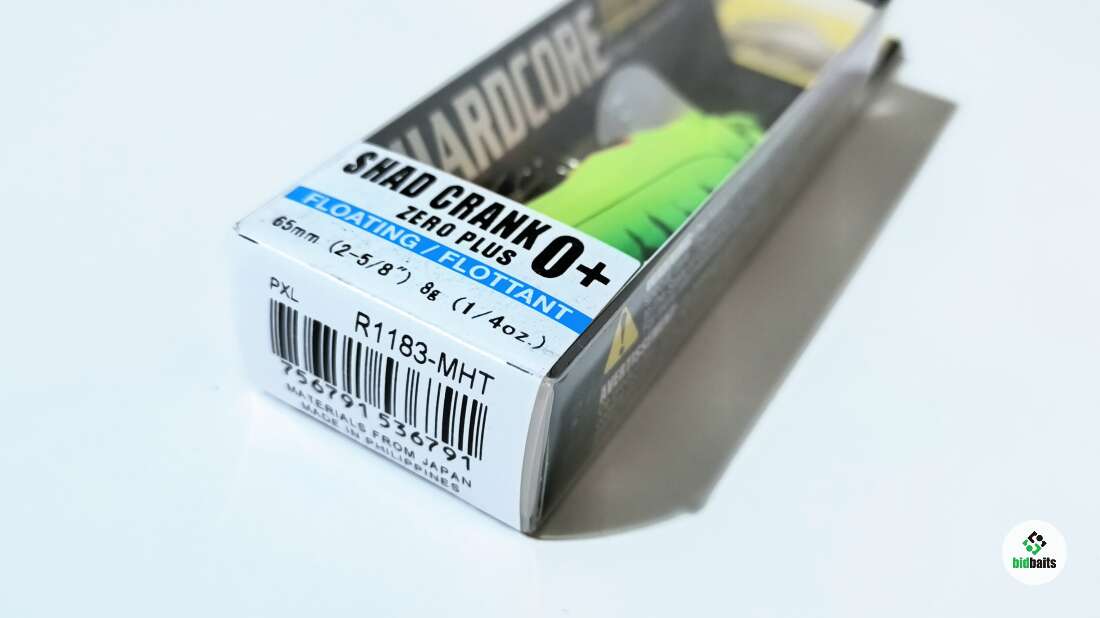 HARDCORE
SHAD CRANK 0+
ZERO PLUS
FLOATING / FLOTTANT
65mm (2-5/8") 8g (1/4oz.)
PXL
R1183-MHT
756791 536791
MATERIALS FROM JAPAN
MADE IN PHILIPPINES
bidbaits